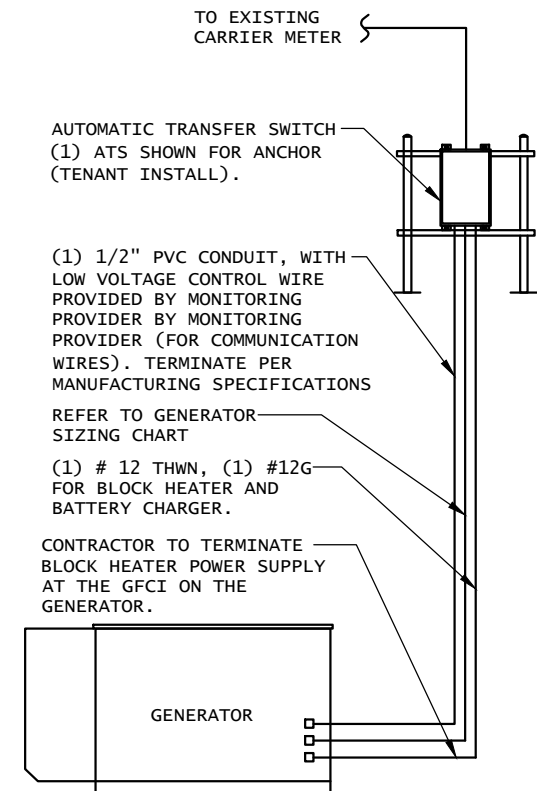 TO EXISTING
CARRIER METER
AUTOMATIC TRANSFER SWITCH
(1) ATS SHOWN FOR ANCHOR
(TENANT INSTALL).
(1) 1/2" PVC CONDUIT, WITH
LOW VOLTAGE CONTROL WIRE
PROVIDED BY MONITORING
PROVIDER BY MONITORING
PROVIDER (FOR COMMUNICATION
WIRES). TERMINATE PER
MANUFACTURING SPECIFICATIONS
REFER TO GENERATOR
SIZING CHART
(1) # 12 THWN, (1) #12G
FOR BLOCK HEATER AND
BATTERY CHARGER.
CONTRACTOR TO TERMINATE
BLOCK HEATER POWER SUPPLY
AT THE GFCI ON THE
GENERATOR.
GENERATOR